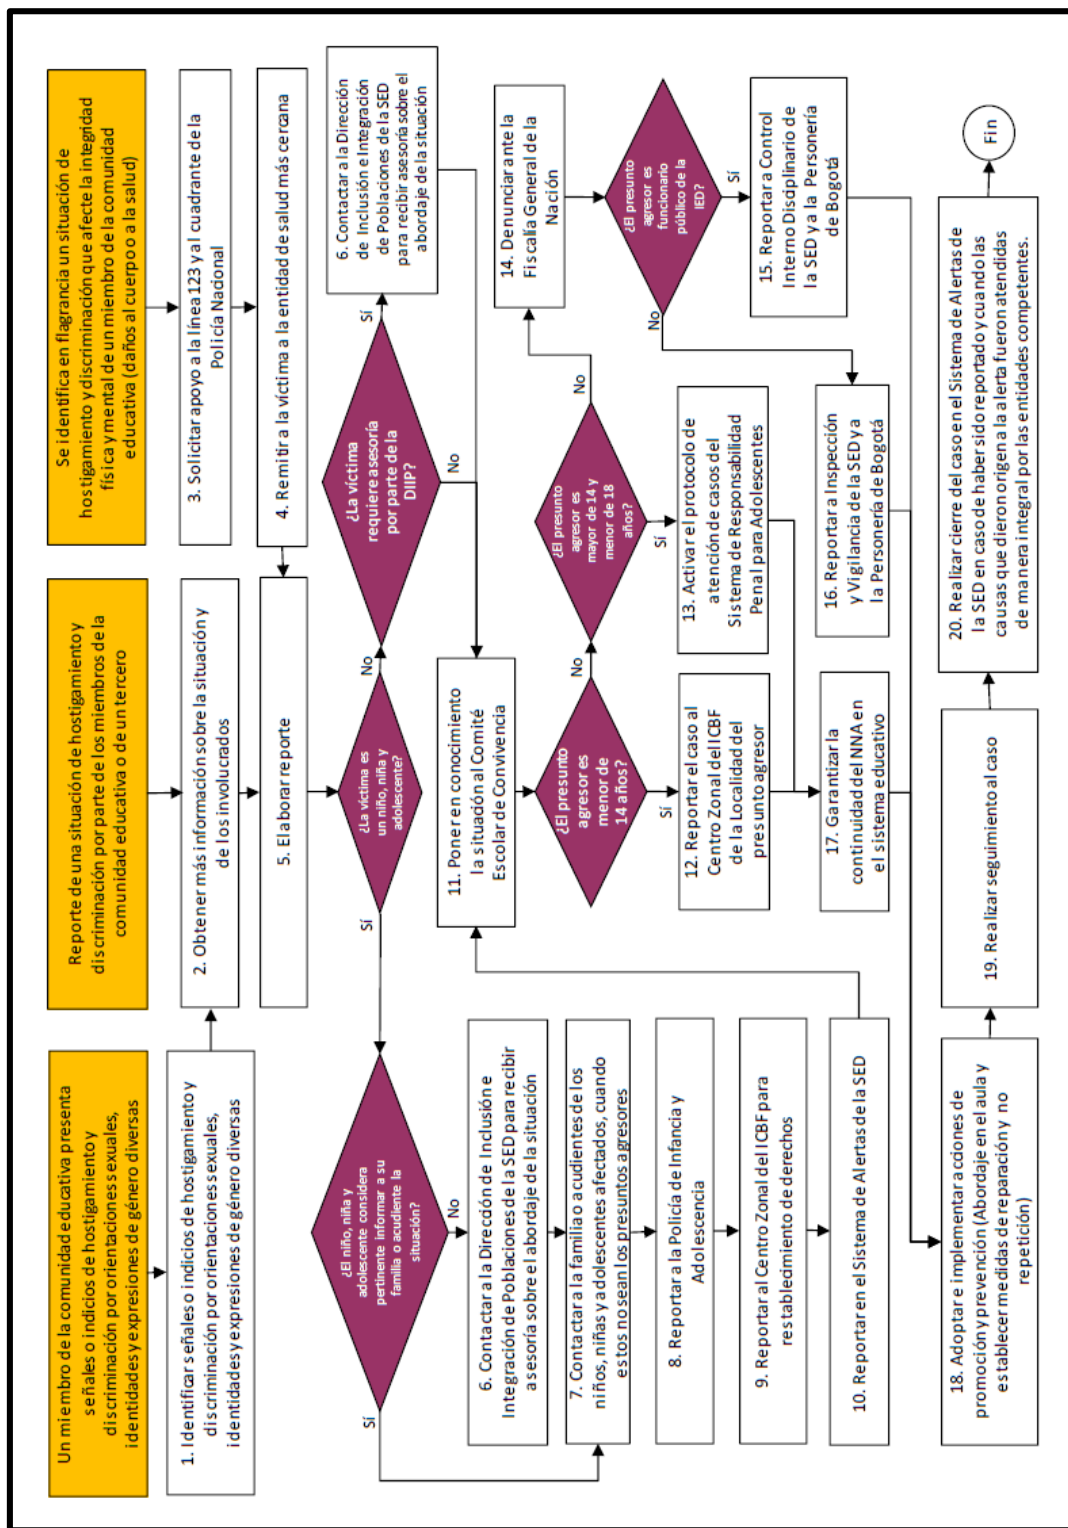 Un miembro de la comunidad educativa presenta
señales o indicios de hostigamiento y
discriminación por orientaciones sexuales,
identidades y expresiones de género diversas
Reporte de una situación de hostigamiento y
discriminación por parte de los miembros de la
comunidad educativa o de un tercero
Se identifica en flagrancia un situación de
hostigamiento y discriminación que afecte la integridad
física y mental de un miembro de la comunidad
educativa (daños al cuerpo o a la salud)
1. Identificar señales o indicios de hostigamiento y
discriminación por orientaciones sexuales,
identidades y expresiones de género diversas
2. Obtener más información sobre la situación y
de los involucrados
3. Solicitar apoyo a la línea 123 y al cuadrante de la
Policía Nacional
4. Remitir a la víctima a la entidad de salud más cercana
5. Elaborar reporte
¿La víctima es
un niño, niña y
adolescente?
Sí
No
¿La víctima
requiere asesoría
por parte de la
DIIP?
Sí
No
6. Contactar a la Dirección
de Inclusión e Integración
de Poblaciones de la SED
para recibir asesoría sobre el
abordaje de la situación
¿El niño, niña y
adolescente considera
pertinente informar a su
familia o acudiente la
situación?
Sí
No
6. Contactar a la Dirección de Inclusión e
Integración de Poblaciones de la SED para recibir
asesoría sobre el abordaje de la situación
7. Contactar a la familia o acudientes de los
niños, niñas y adolescentes afectados, cuando
estos no sean los presuntos agresores
8. Reportar a la Policía de Infancia y
Adolescencia
9. Reportar al Centro Zonal del ICBF para
restablecimiento de derechos
10. Reportar en el Sistema de Alertas de la SED
11. Poner en conocimiento
la situación al Comité
Escolar de Convivencia
¿El presunto
agresor es
menor de
14 años?
Sí
No
12. Reportar el caso al
Centro Zonal del ICBF
de la Localidad del
presunto agresor
¿El presunto
agresor es
mayor de 14 y
menor de 18
años?
Sí
No
13. Activar el protocolo de
atención de casos del
Sistema de Responsabilidad
Penal para Adolescentes
14. Denunciar ante la
Fiscalía General de la
Nación
¿El presunto
agresor es
funcionario
público de la
IED?
No
Sí
15. Reportar a Control
Interno Disciplinario de
la SED y a la Personería
de Bogotá
16. Reportar a Inspección
y Vigilancia de la SED y a
la Personería de Bogotá
17. Garantizar la
continuidad del NNA en
el sistema educativo
18. Adoptar e implementar acciones de
promoción y prevención (Abordaje en el aula y
establecer medidas de reparación y no
repetición)
19. Realizar seguimiento al caso
20. Realizar cierre del caso en el Sistema de Alertas de
la SED en caso de haber sido reportado y cuando las
causas que dieron origen a la alerta fueron atendidas
de manera integral por las entidades competentes.
Fin